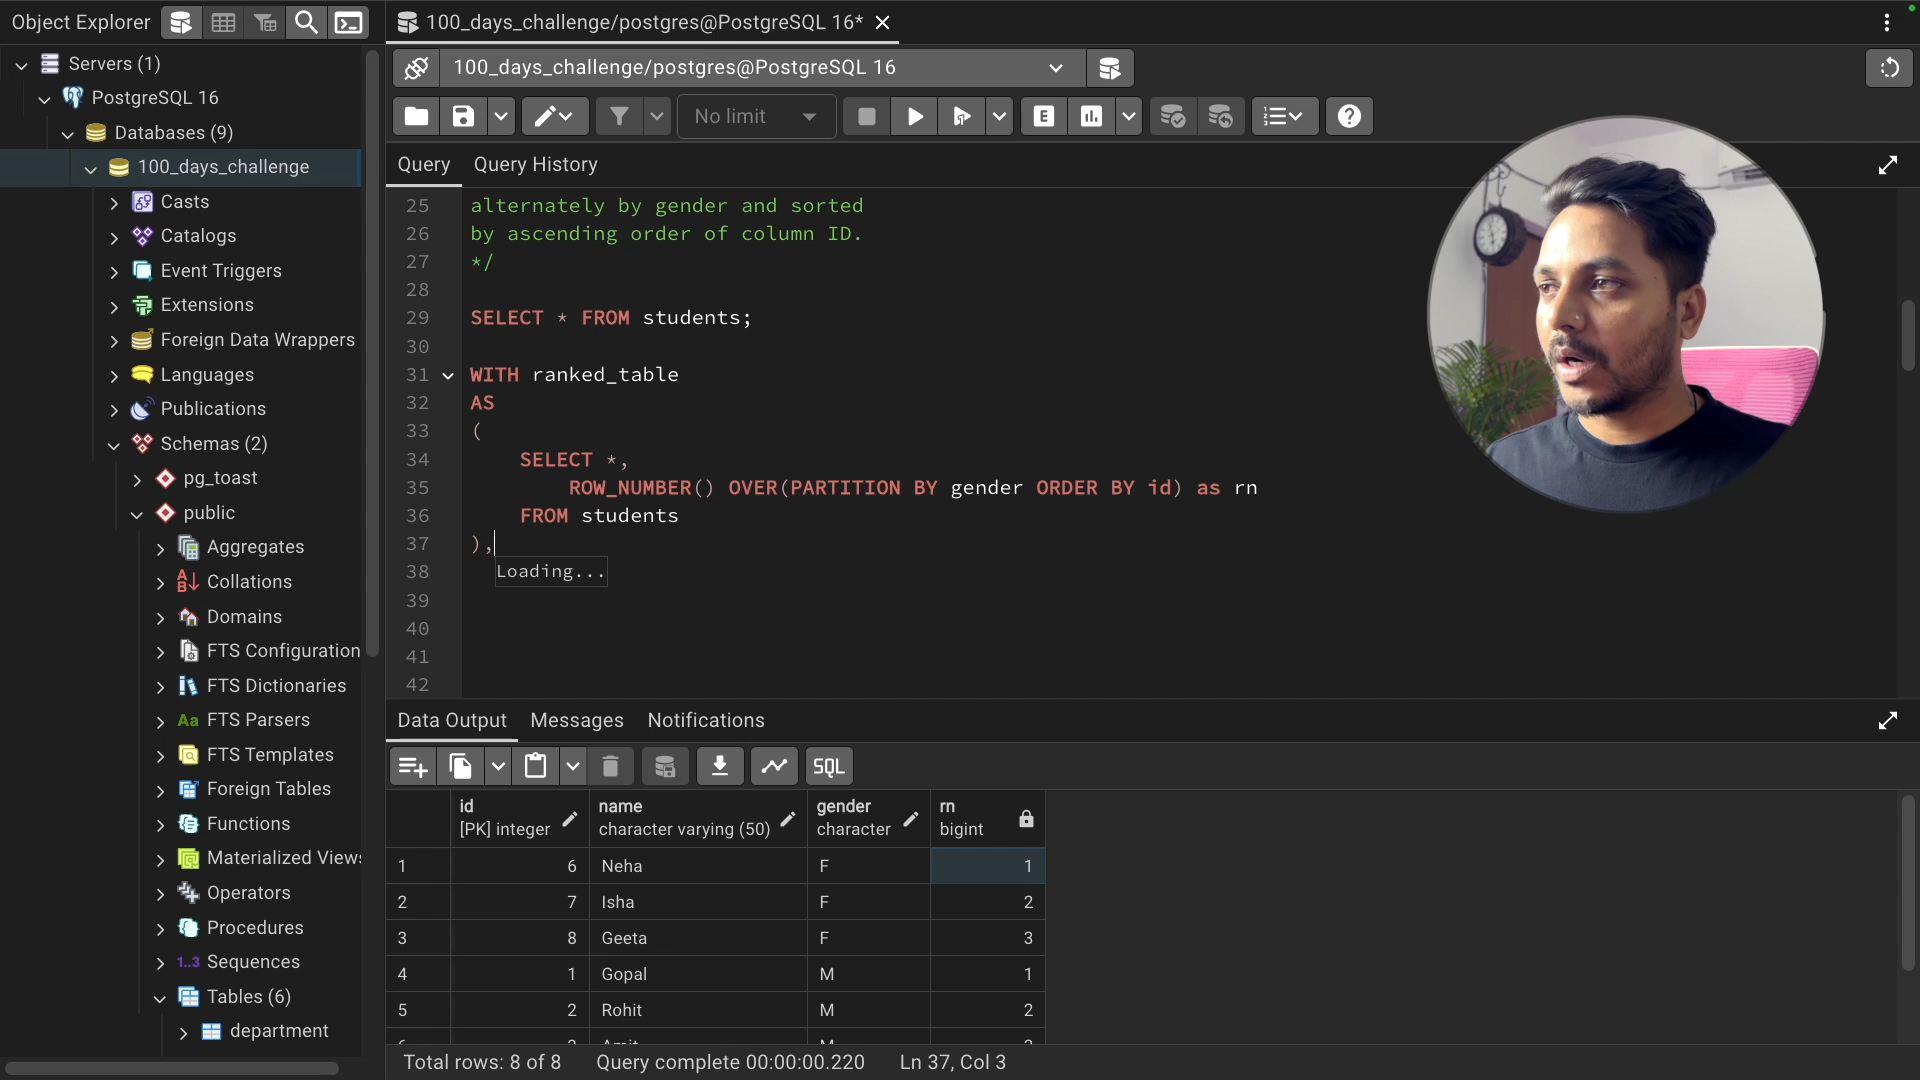 Object Explorer
100_days_challenge/postgres@PostgreSQL 16*
Servers (1)
PostgreSQL 16
Databases (9)
100_days_challenge
Casts
Catalogs
Event Triggers
Extensions
Foreign Data Wrappers
Languages
Publications
Schemas (2)
pg_toast
public
Aggregates
Collations
Domains
FTS Configuration
FTS Dictionaries
Aa FTS Parsers
FTS Templates
Foreign Tables
Functions
Materialized Views
Operators
Procedures
1..3 Sequences
Tables (6)
department
100_days_challenge/postgres@PostgreSQL 16
No limit
E
Query Query History
25 alternately by gender and sorted
26 by ascending order of column ID.
27 */
28
29 SELECT * FROM students;
30
31 WITH ranked_table
32 AS
33 (
34 SELECT *,
35 ROW_NUMBER() OVER(PARTITION BY gender ORDER BY id) as rn
36 FROM students
37 ),
38 Loading...
39
40
41
42
Data Output Messages Notifications
SQL
id name gender rn
[PK] integer character varying (50) character bigint
1 6 Neha F 1
2 7 Isha F 2
3 8 Geeta F 3
4 1 Gopal M 1
5 2 Rohit M 2
6 3 Amit M 3
Total rows: 8 of 8 Query complete 00:00:00.220 Ln 37, Col 3